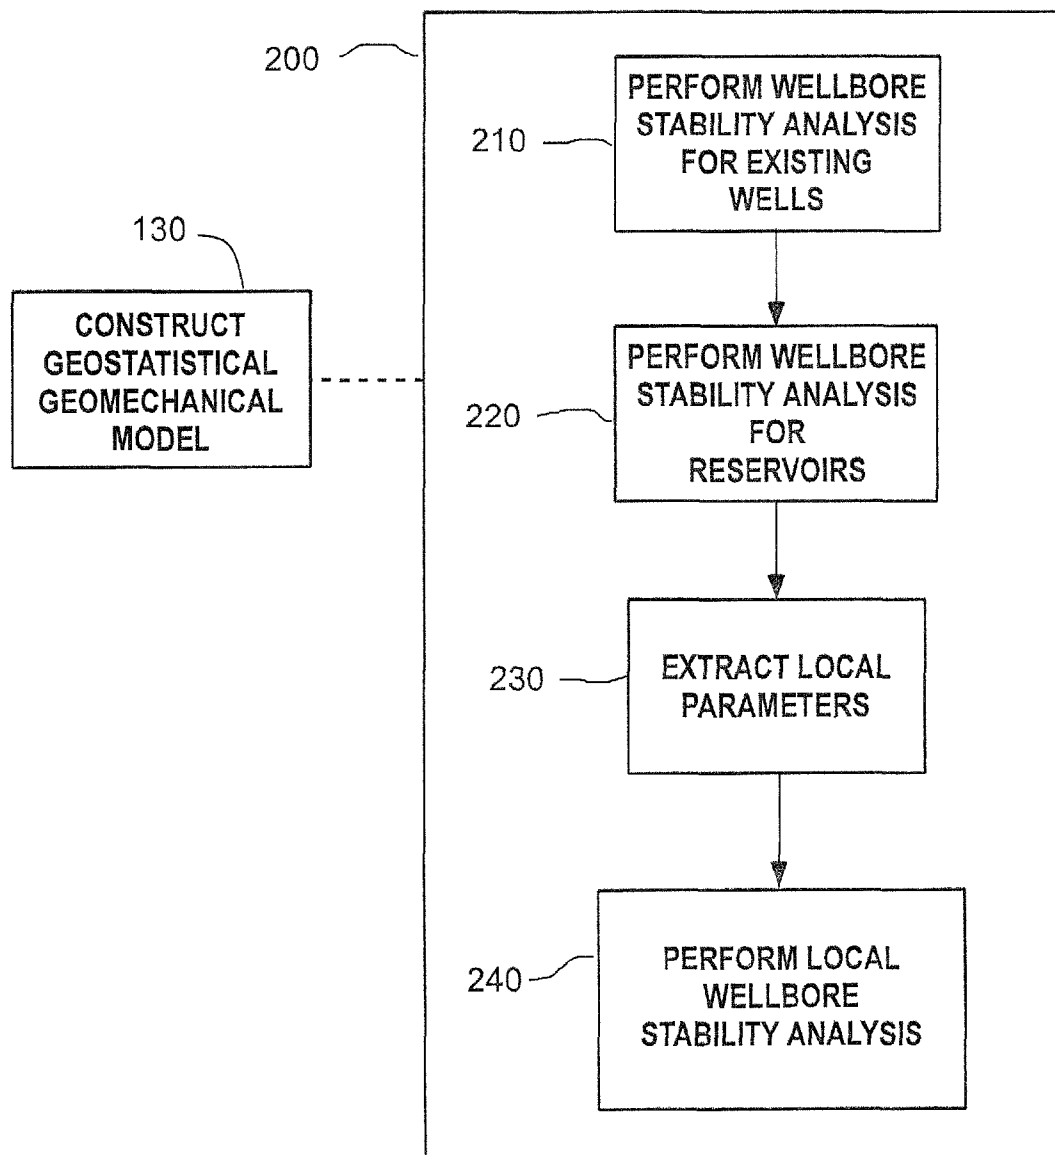 200
210
PERFORM WELLBORE
STABILITY ANALYSIS
FOR EXISTING
WELLS
130
CONSTRUCT
GEOSTATISTICAL
GEOMECHANICAL
MODEL
220
PERFORM WELLBORE
STABILITY ANALYSIS
FOR
RESERVOIRS
230
EXTRACT LOCAL
PARAMETERS
240
PERFORM LOCAL
WELLBORE
STABILITY ANALYSIS